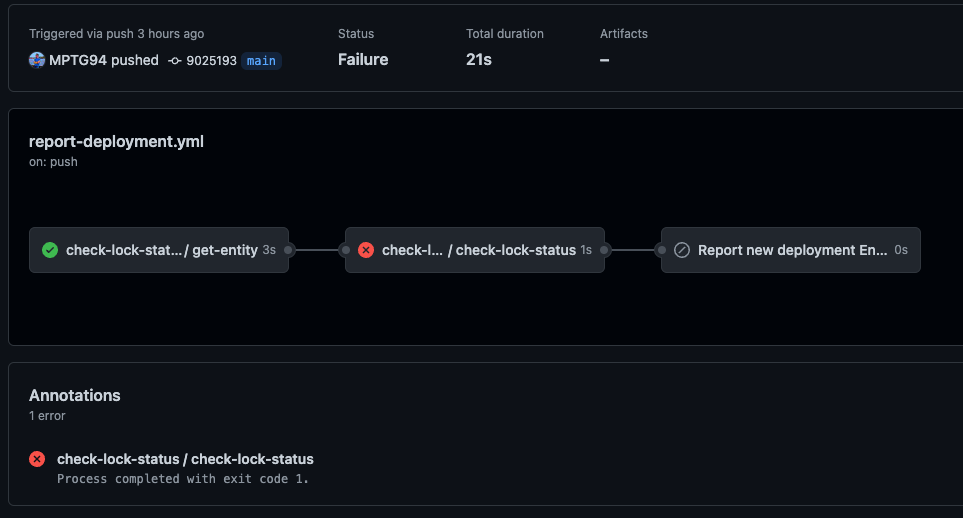 Triggered via push 3 hours ago
MPTG94 pushed 9025193 main
Status
Failure
Total duration
21s
Artifacts
–
report-deployment.yml
on: push
check-lock-stat... / get-entity 3s
check-l... / check-lock-status 1s
Report new deployment En... 0s
Annotations
1 error
check-lock-status / check-lock-status
Process completed with exit code 1.